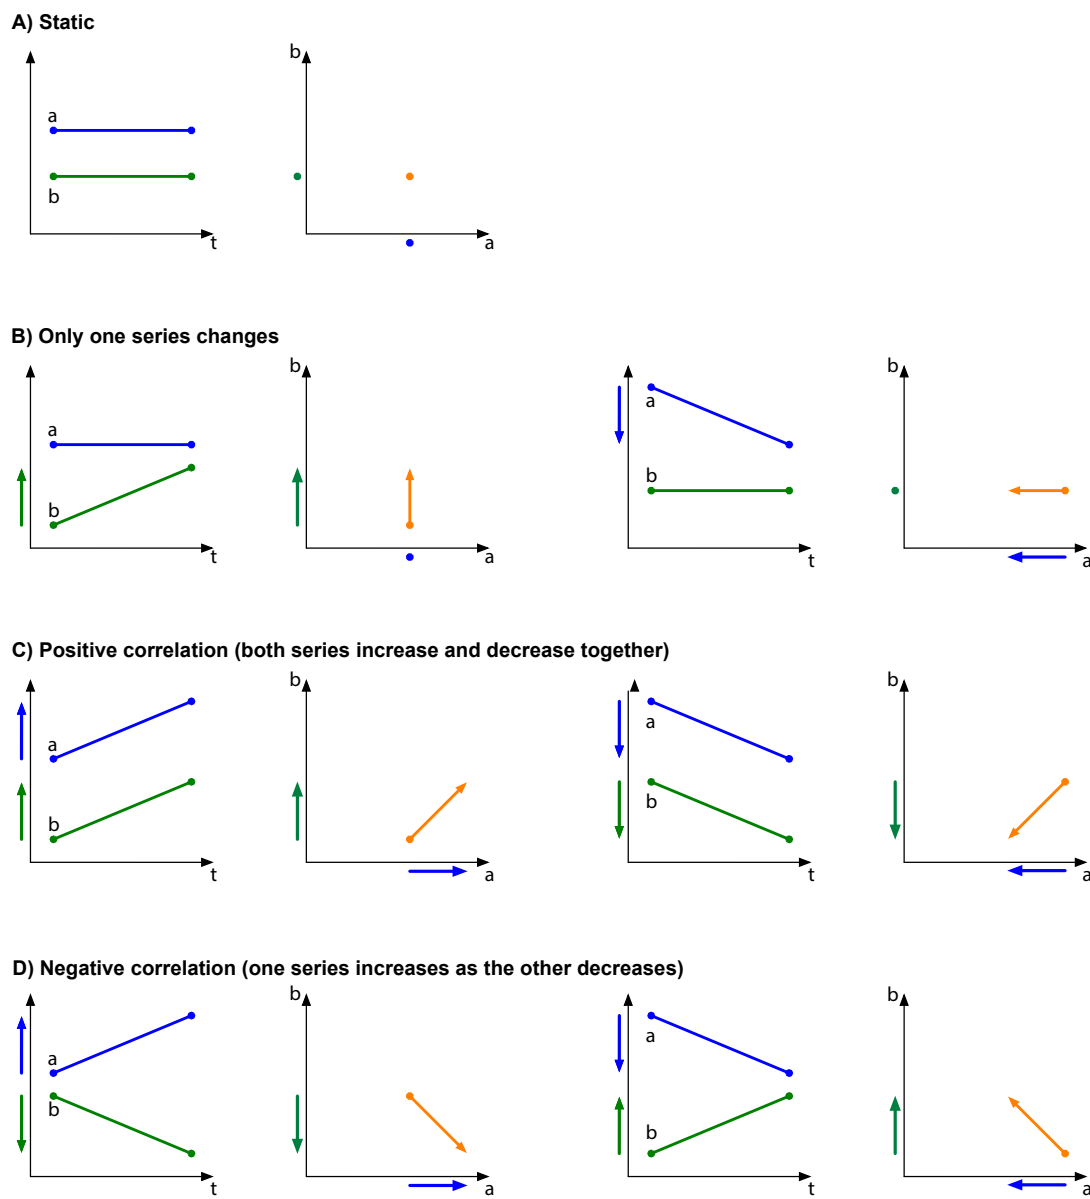 A) Static
b
a
b
t
a
B) Only one series changes
b
b
a
a
b
b
t
a
t
a
C) Positive correlation (both series increase and decrease together)
b
a
a
b
b
t
a
t
a
D) Negative correlation (one series increases as the other decreases)
b
b
a
a
b
b
t
a
t
a